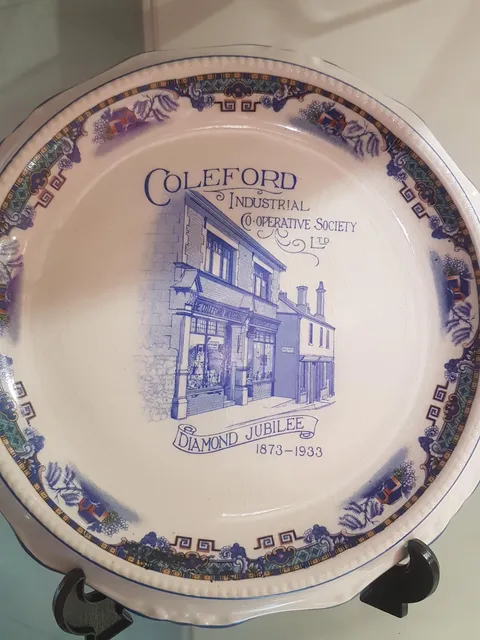 COLEFORD
INDUSTRIAL
CO-OPERATIVE SOCIETY
LTD
DIAMOND JUBILEE
1873-1933